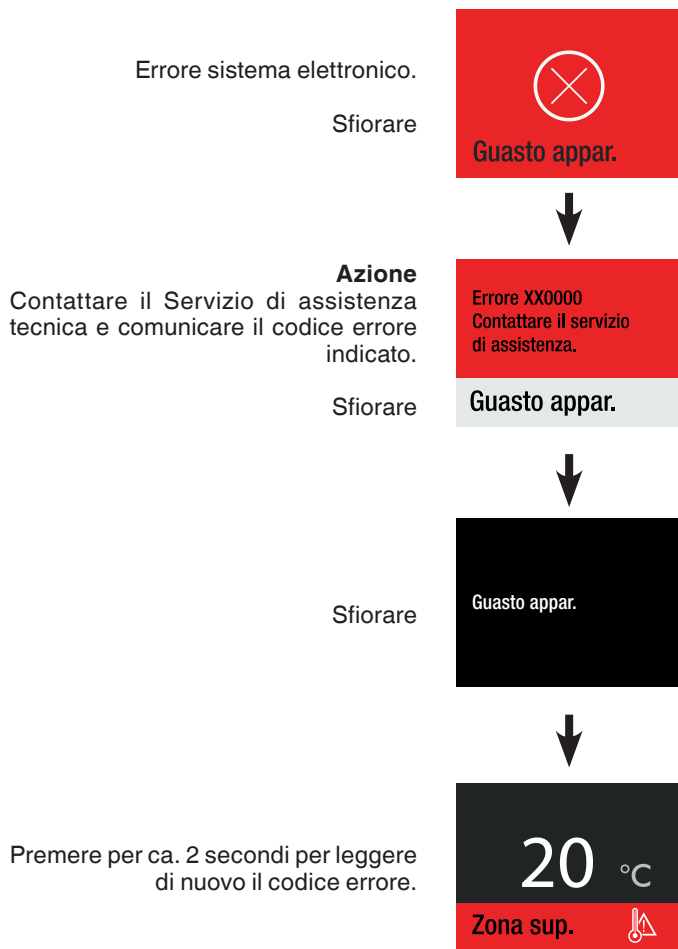 Errore sistema elettronico.
Sfiorare
Guasto appar.
Azione
Contattare il Servizio di assistenza
tecnica e comunicare il codice errore
indicato.
Sfiorare
Errore XX0000
Contattare il servizio
di assistenza.
Guasto appar.
Sfiorare
Guasto appar.
Premere per ca. 2 secondi per leggere
di nuovo il codice errore.
20 °C
Zona sup.